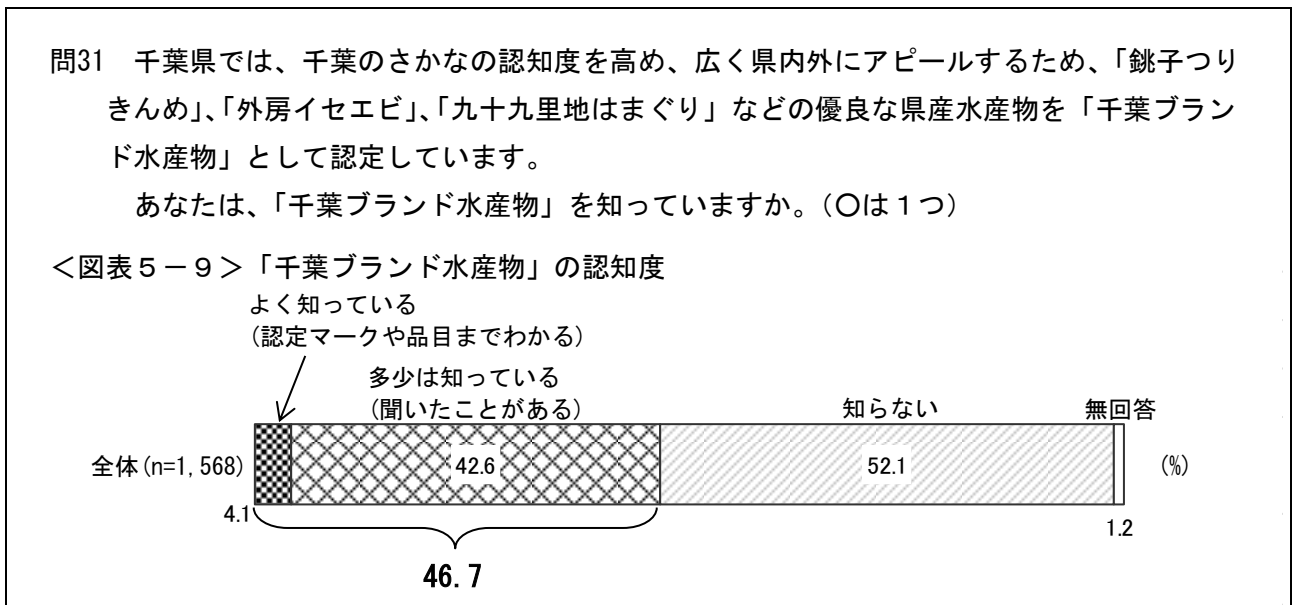 問31　千葉県では、千葉のさかなの認知度を高め、広く県内外にアピールするため、「銚子つり
きんめ」、「外房イセエビ」、「九十九里地はまぐり」などの優良な県産水産物を「千葉ブラン
ド水産物」として認定しています。
あなたは、「千葉ブランド水産物」を知っていますか。（〇は１つ）
＜図表５－９＞「千葉ブランド水産物」の認知度
よく知っている
（認定マークや品目までわかる）
多少は知っている
（聞いたことがある）
知らない
無回答
全体(n=1,568)
42.6
52.1
(%)
4.1
1.2
46.7